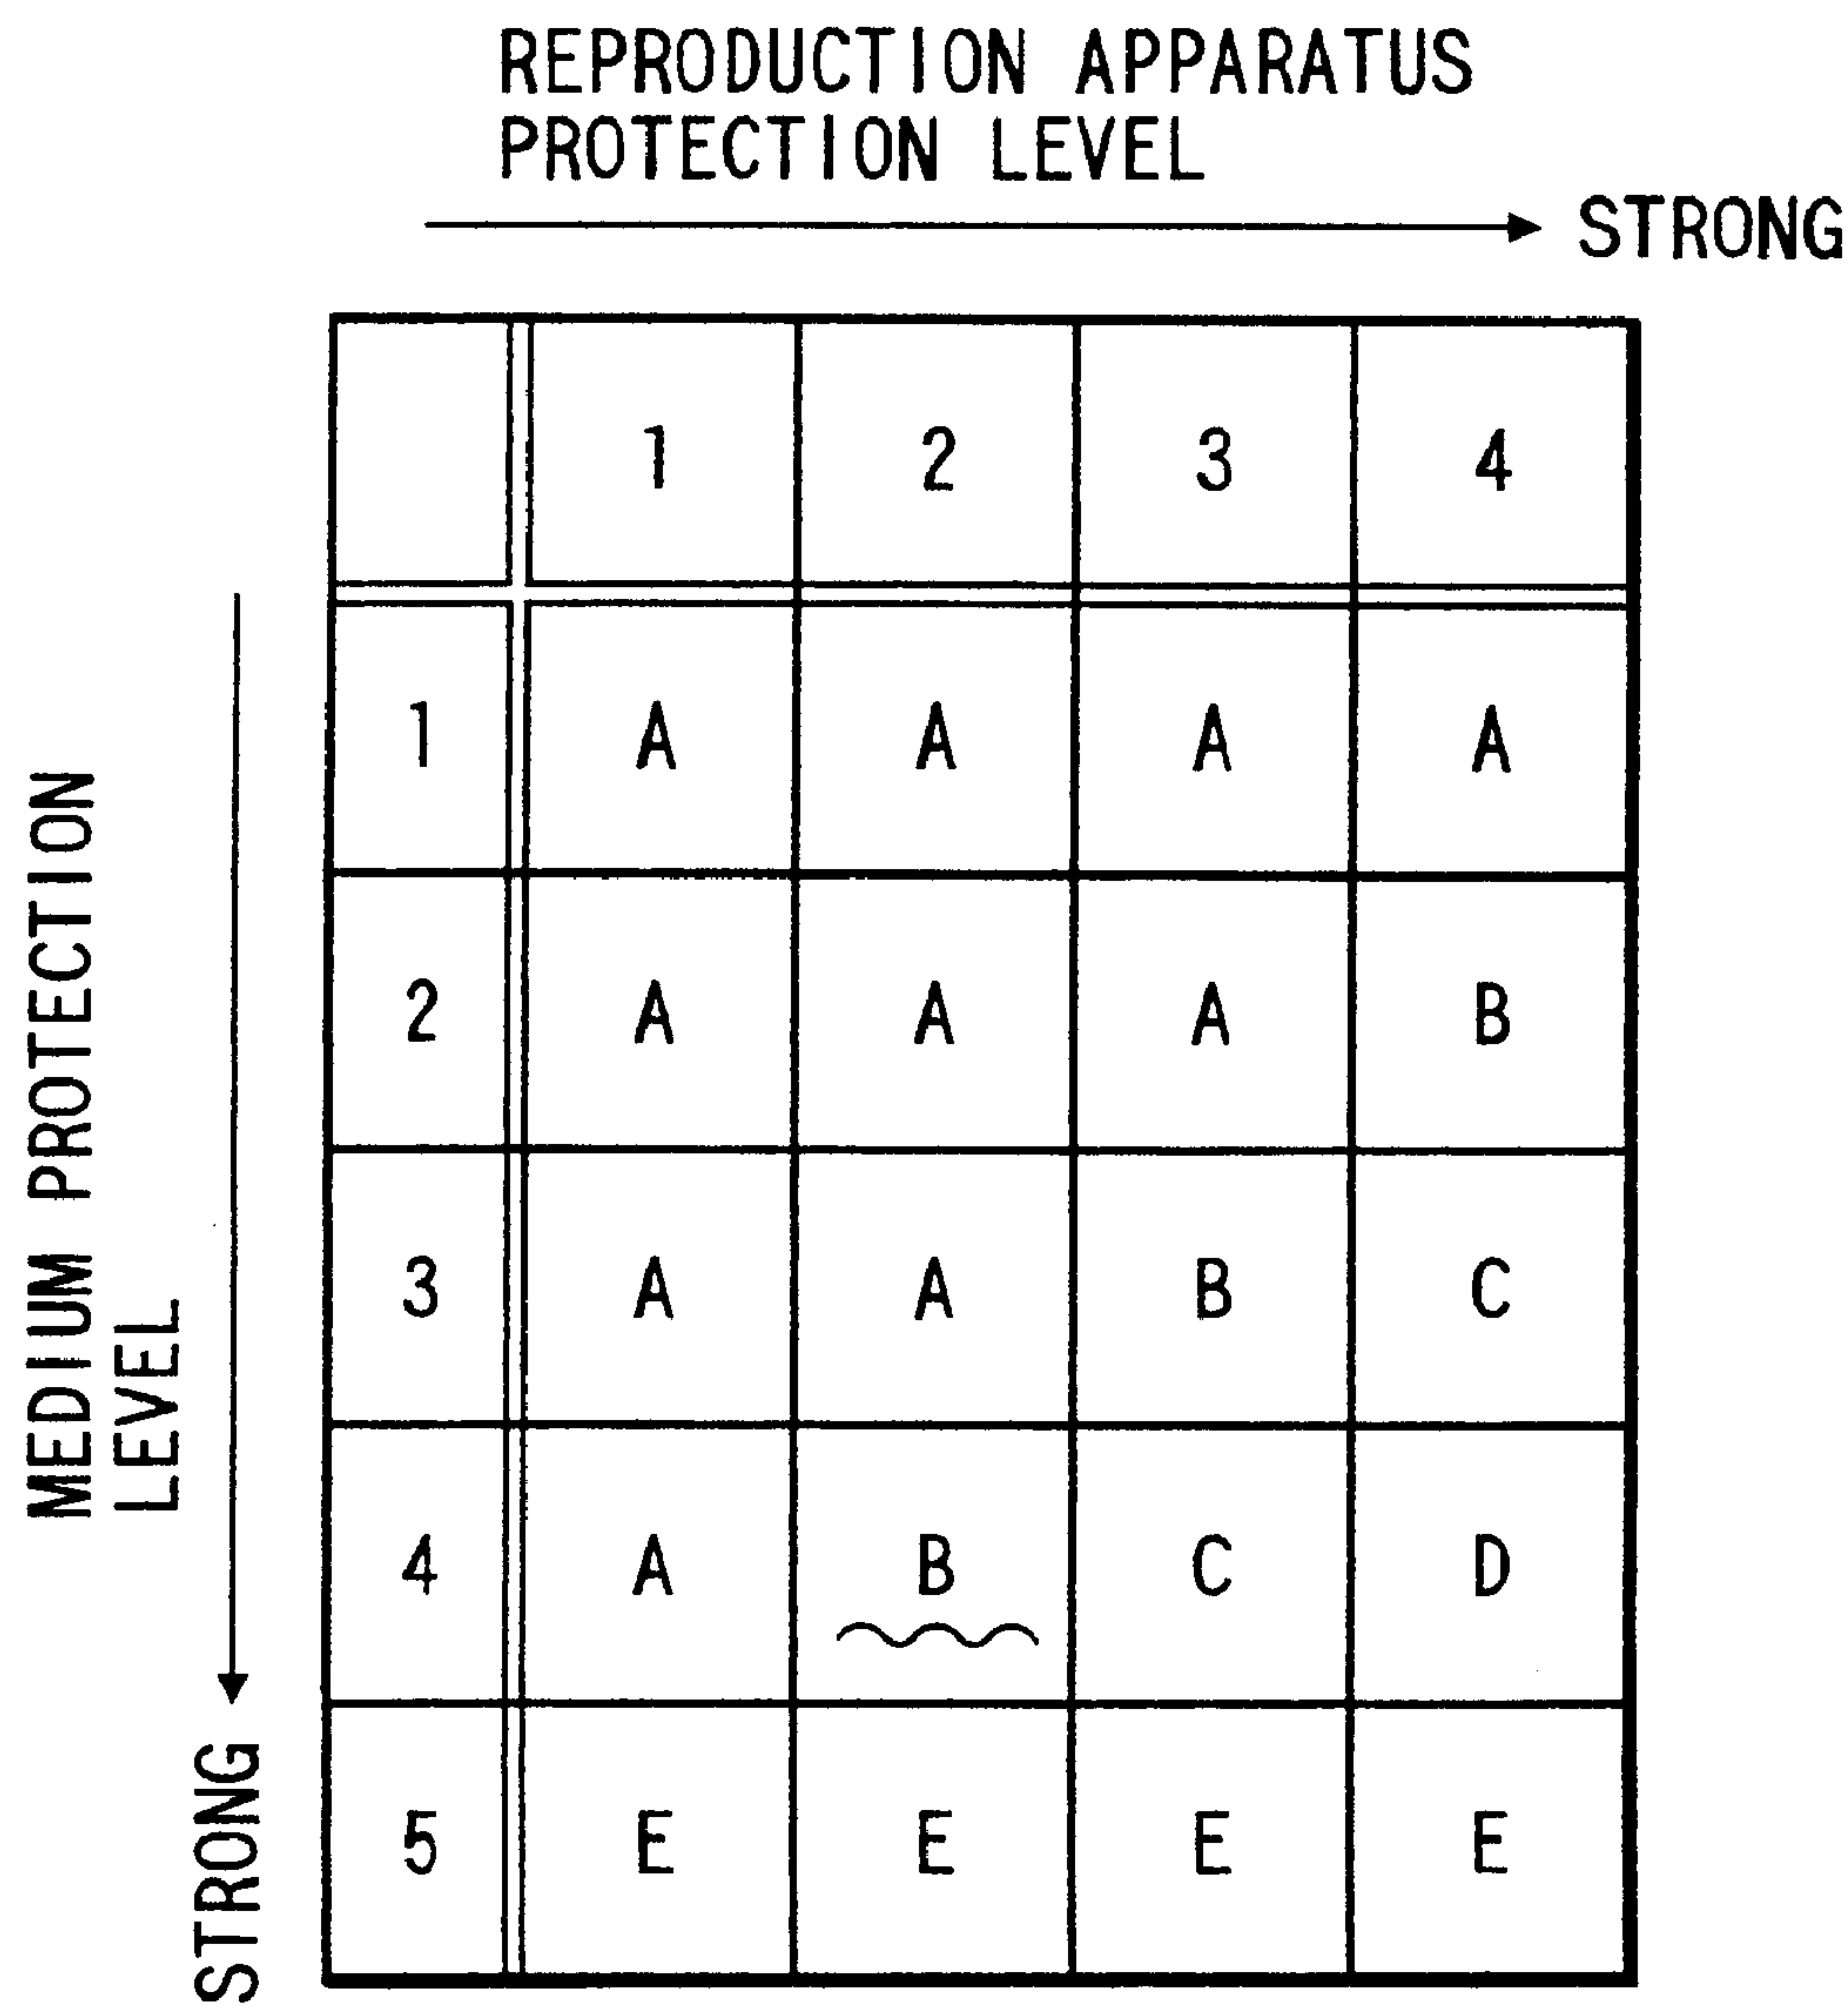 REPRODUCTION APPARATUS
PROTECTION LEVEL
STRONG
1 2 3 4
1 A A A A
2 A A A B
3 A A B C
4 A B C D
5 E E E E
MEDIUM PROTECTION
LEVEL
STRONG